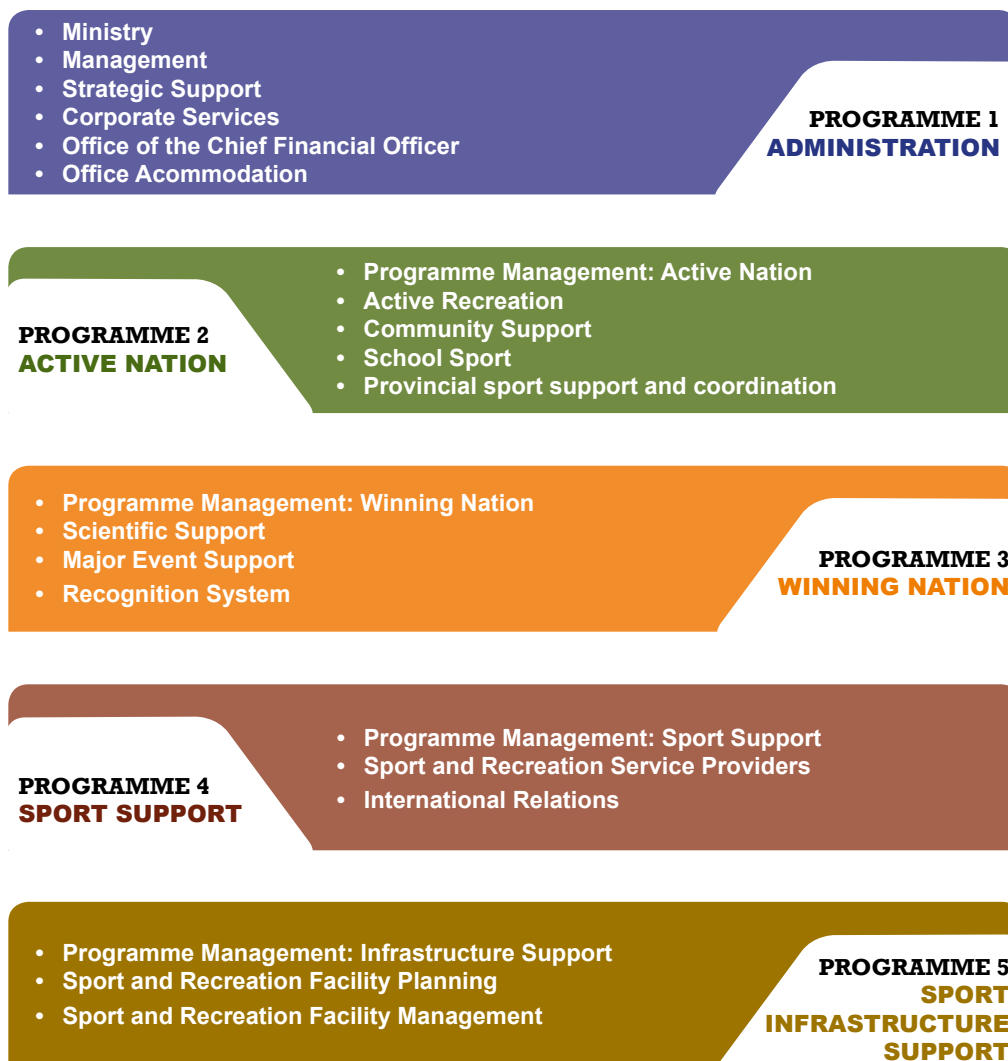 • Ministry
• Management
• Strategic Support
• Corporate Services
• Office of the Chief Financial Officer
• Office Acommodation
PROGRAMME 1
ADMINISTRATION
PROGRAMME 2
ACTIVE NATION
• Programme Management: Active Nation
• Active Recreation
• Community Support
• School Sport
• Provincial sport support and coordination
• Programme Management: Winning Nation
• Scientific Support
• Major Event Support
• Recognition System
PROGRAMME 3
WINNING NATION
PROGRAMME 4
SPORT SUPPORT
• Programme Management: Sport Support
• Sport and Recreation Service Providers
• International Relations
• Programme Management: Infrastructure Support
• Sport and Recreation Facility Planning
• Sport and Recreation Facility Management
PROGRAMME 5
SPORT
INFRASTRUCTURE
SUPPORT